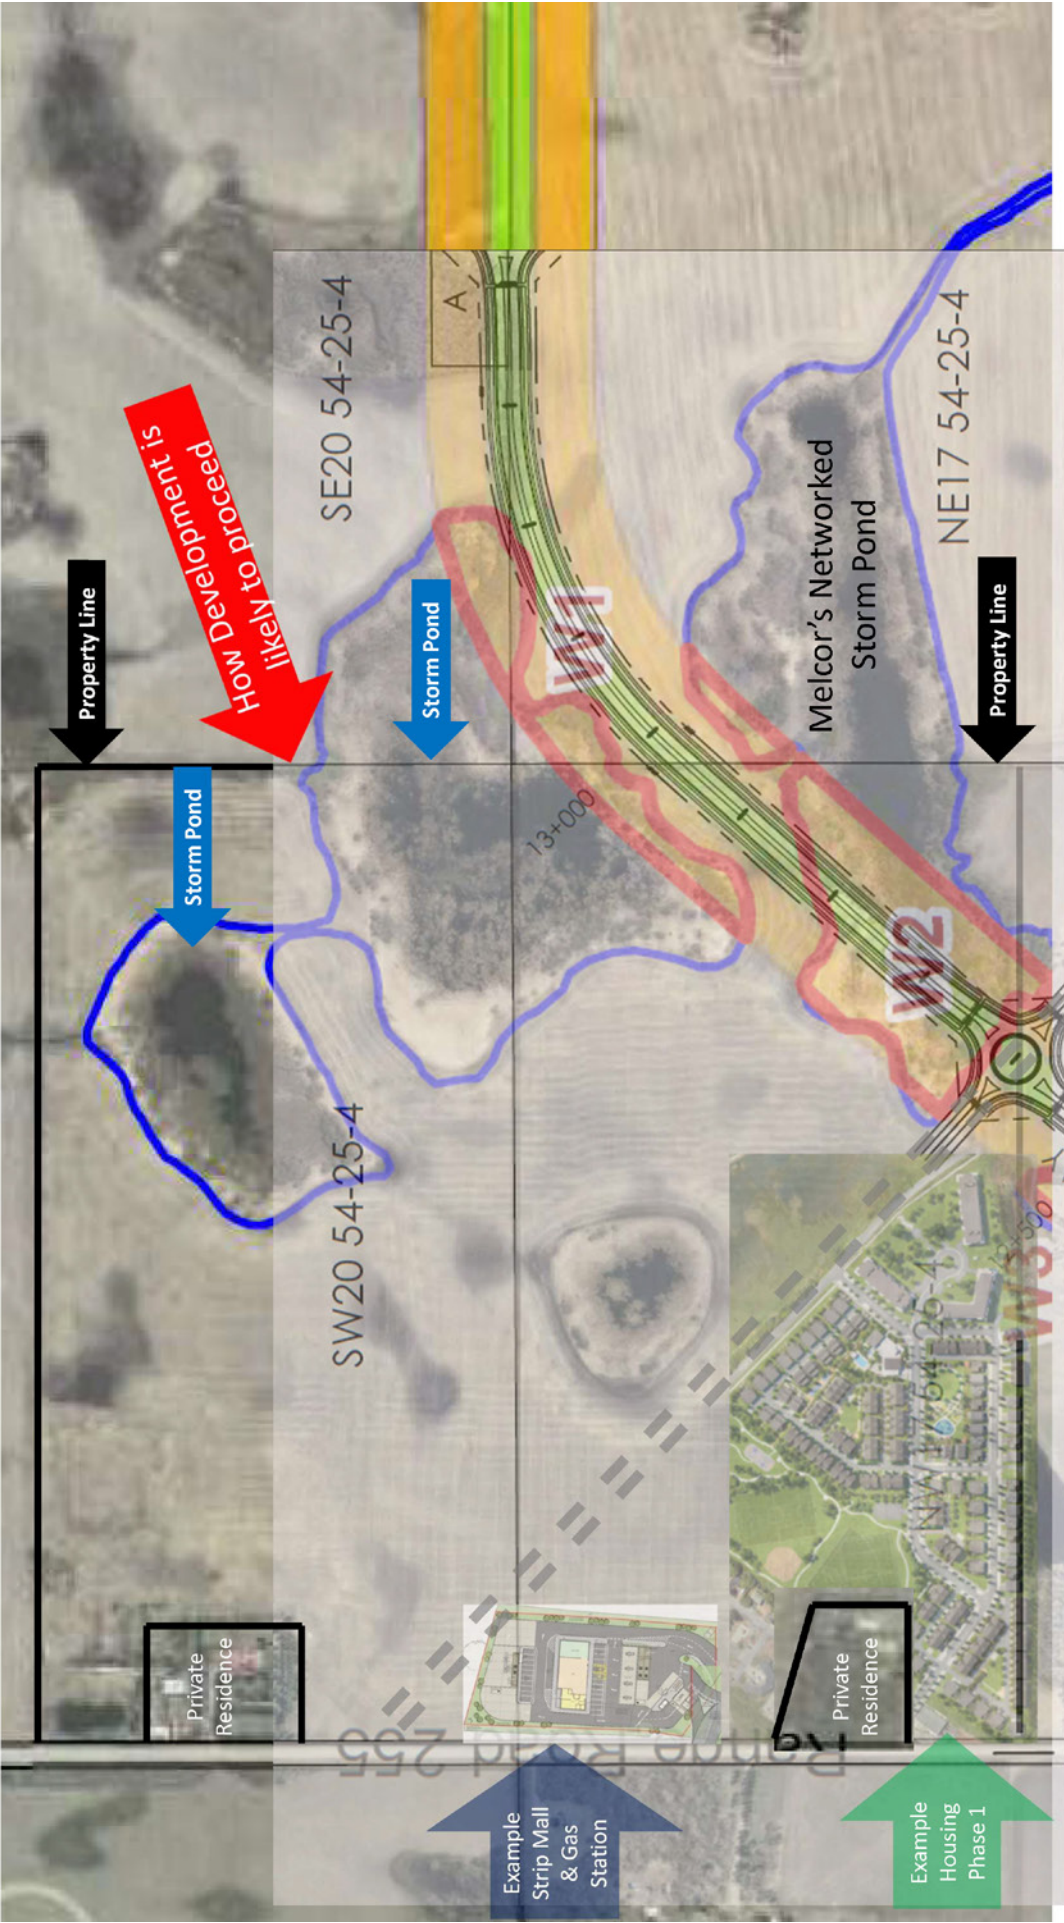 SE20 54-25-4
A
How Development is
likely to proceed
Property Line
Storm Pond
Storm Pond
W1
Melcor's Networked
Storm Pond
NE17 54-25-4
Property Line
13+000
W2
SW20 54-25-4
W3
Private
Residence
Private
Residence
Range Road 255
Example
Strip Mall
& Gas
Station
Example
Housing
Phase 1